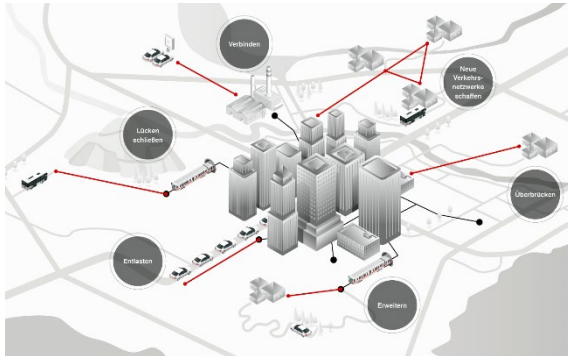 Verbinden
Neue
Verkehrs-
netzwerke
schaffen
Lücken
schließen
Überbrücken
Entlasten
Erweitern